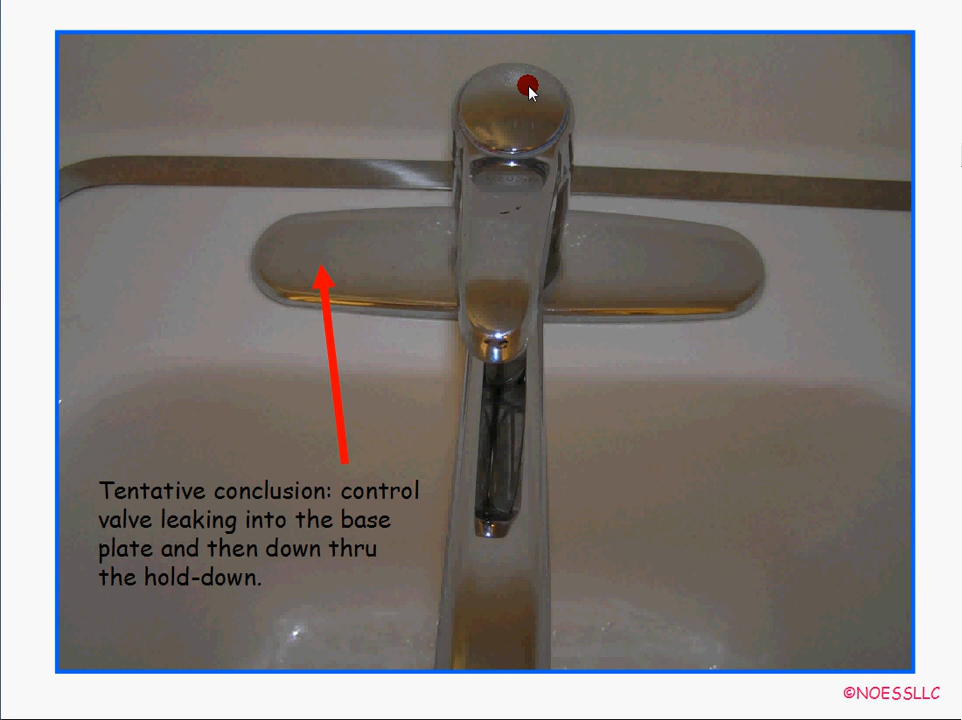 Tentative conclusion: control
valve leaking into the base
plate and then down thru
the hold-down.
©NOESSLLC